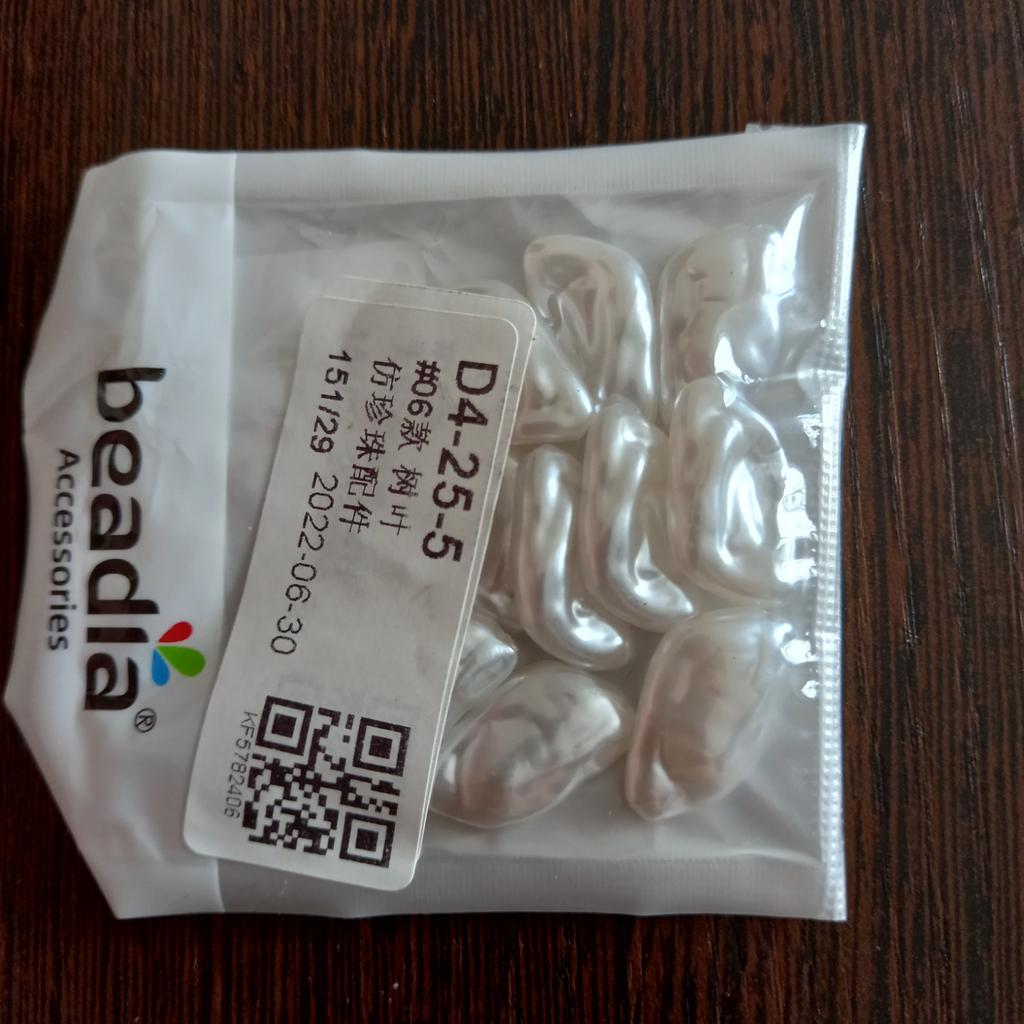 beadia®
Accessories
D4-25-5
#06款 树叶
仿珍珠配件
151/29 2022-06-30
KF5782406